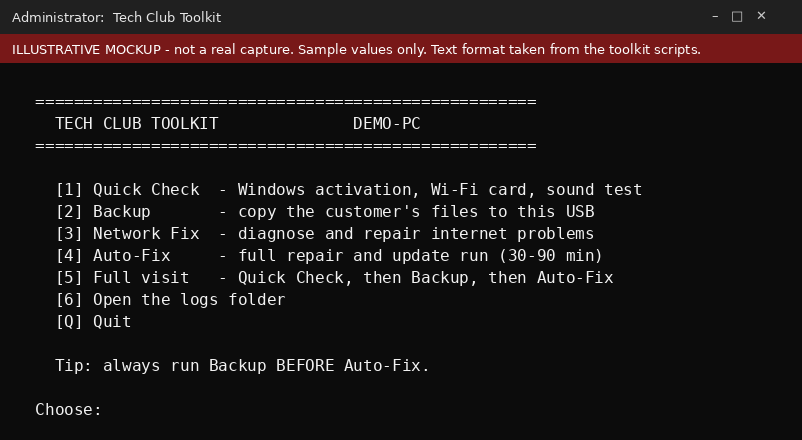 Administrator:  Tech Club Toolkit
ILLUSTRATIVE MOCKUP - not a real capture. Sample values only. Text format taken from the toolkit scripts.
====================================================
TECH CLUB TOOLKIT              DEMO-PC
====================================================
[1] Quick Check  - Windows activation, Wi-Fi card, sound test
[2] Backup       - copy the customer's files to this USB
[3] Network Fix  - diagnose and repair internet problems
[4] Auto-Fix     - full repair and update run (30-90 min)
[5] Full visit   - Quick Check, then Backup, then Auto-Fix
[6] Open the logs folder
[Q] Quit
Tip: always run Backup BEFORE Auto-Fix.
Choose: